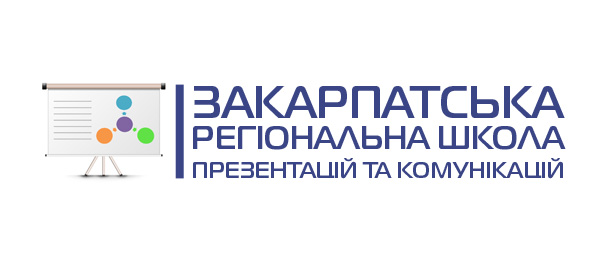 ЗАКАРПАТСЬКА
РЕГІОНАЛЬНА ШКОЛА
ПРЕЗЕНТАЦІЙ ТА КОМУНІКАЦІЙ